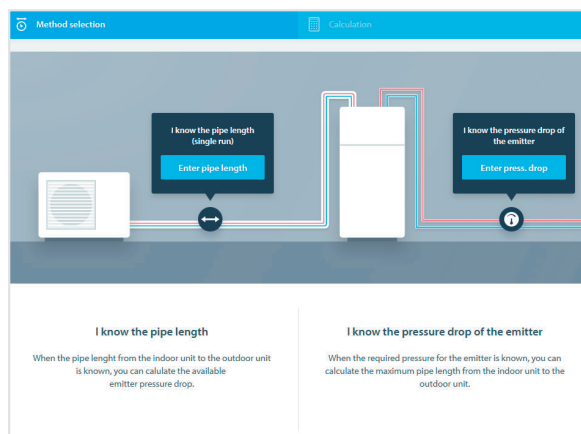 Method selection
Calculation
I know the pipe length
(single run)
Enter pipe length
I know the pressure drop of
the emitter
Enter press. drop
I know the pipe length
When the pipe lenght from the indoor unit to the outdoor unit
is known, you can calulate the available
emitter pressure drop.
I know the pressure drop of the emitter
When the required pressure for the emitter is known, you can
calculate the maximum pipe length from the indoor unit to the
outdoor unit.